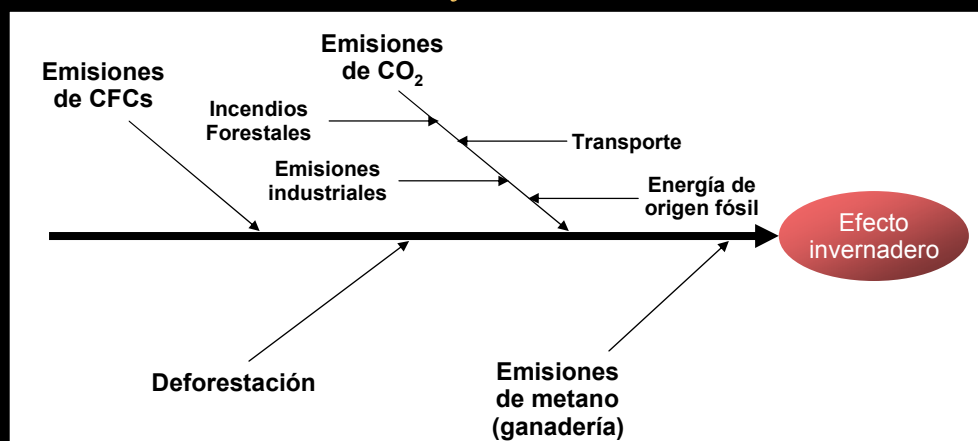 Emisiones
de CFCs
Emisiones
de CO₂
Incendios
Forestales
Transporte
Emisiones
industriales
Energía de
origen fósil
Efecto
invernadero
Deforestación
Emisiones
de metano
(ganadería)